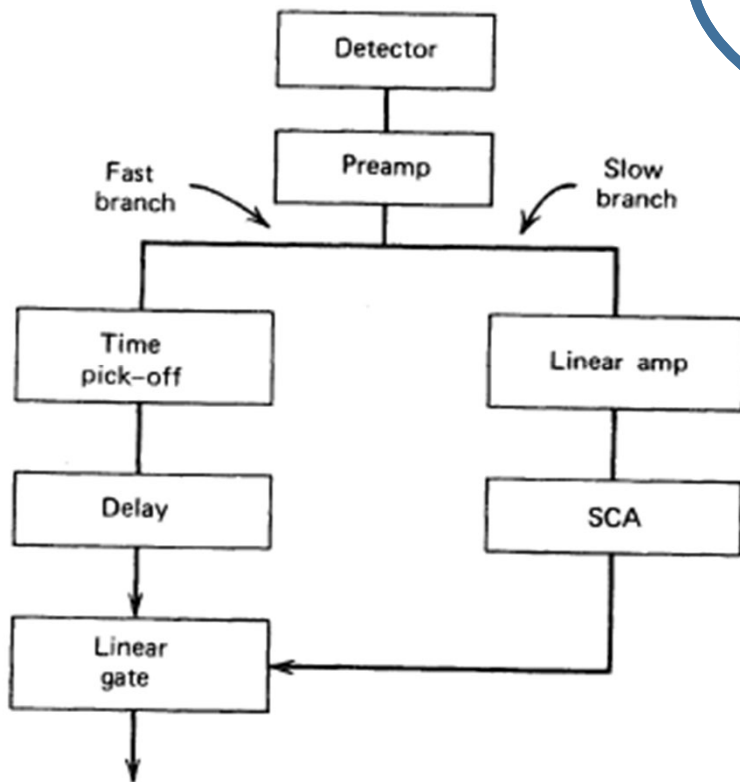 Detector
Preamp
Fast
branch
Slow
branch
Time
pick-off
Linear amp
Delay
SCA
Linear
gate